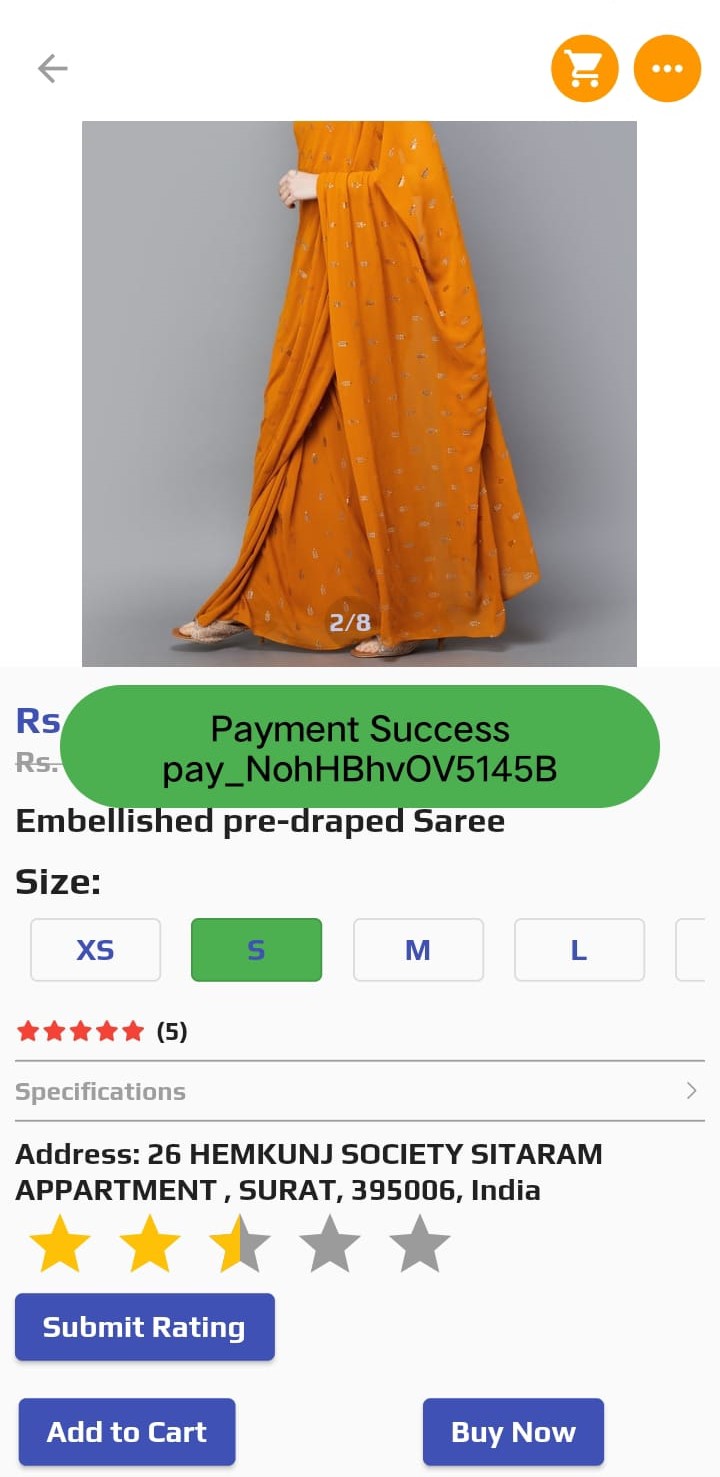 2/8
Rs.
Payment Success
Rs.
pay_NohHBhvOV5145B
Embellished pre-draped Saree
Size:
XS S M L
(5)
Specifications
Address: 26 HEMKUNJ SOCIETY SITARAM
APPARTMENT , SURAT, 395006, India
Submit Rating
Add to Cart Buy Now